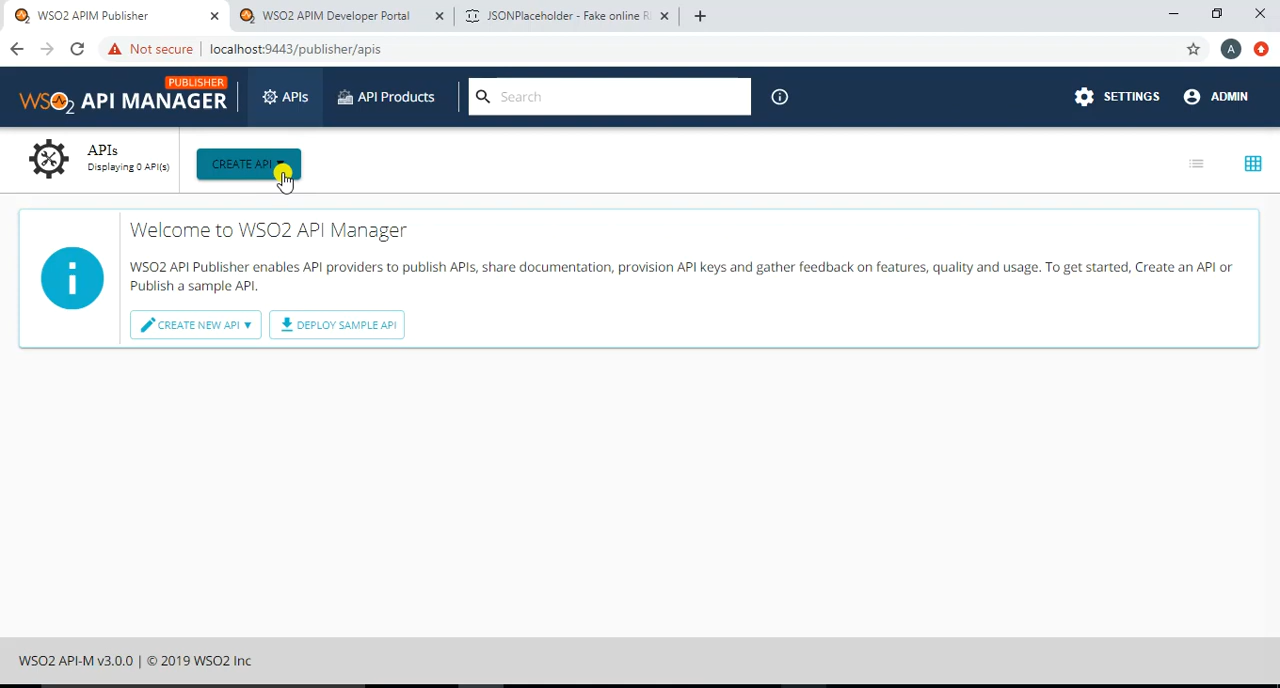 WSO2 APIM Publisher
WSO2 APIM Developer Portal
JSONPlaceholder - Fake online R
Not secure
localhost:9443/publisher/apis
A
PUBLISHER
WSO2 API MANAGER
APIs
API Products
Search
SETTINGS
ADMIN
APIs
Displaying 0 API(s)
CREATE API
Welcome to WSO2 API Manager
WSO2 API Publisher enables API providers to publish APIs, share documentation, provision API keys and gather feedback on features, quality and usage. To get started, Create an API or
Publish a sample API.
CREATE NEW API
DEPLOY SAMPLE API
WSO2 API-M v3.0.0 | © 2019 WSO2 Inc